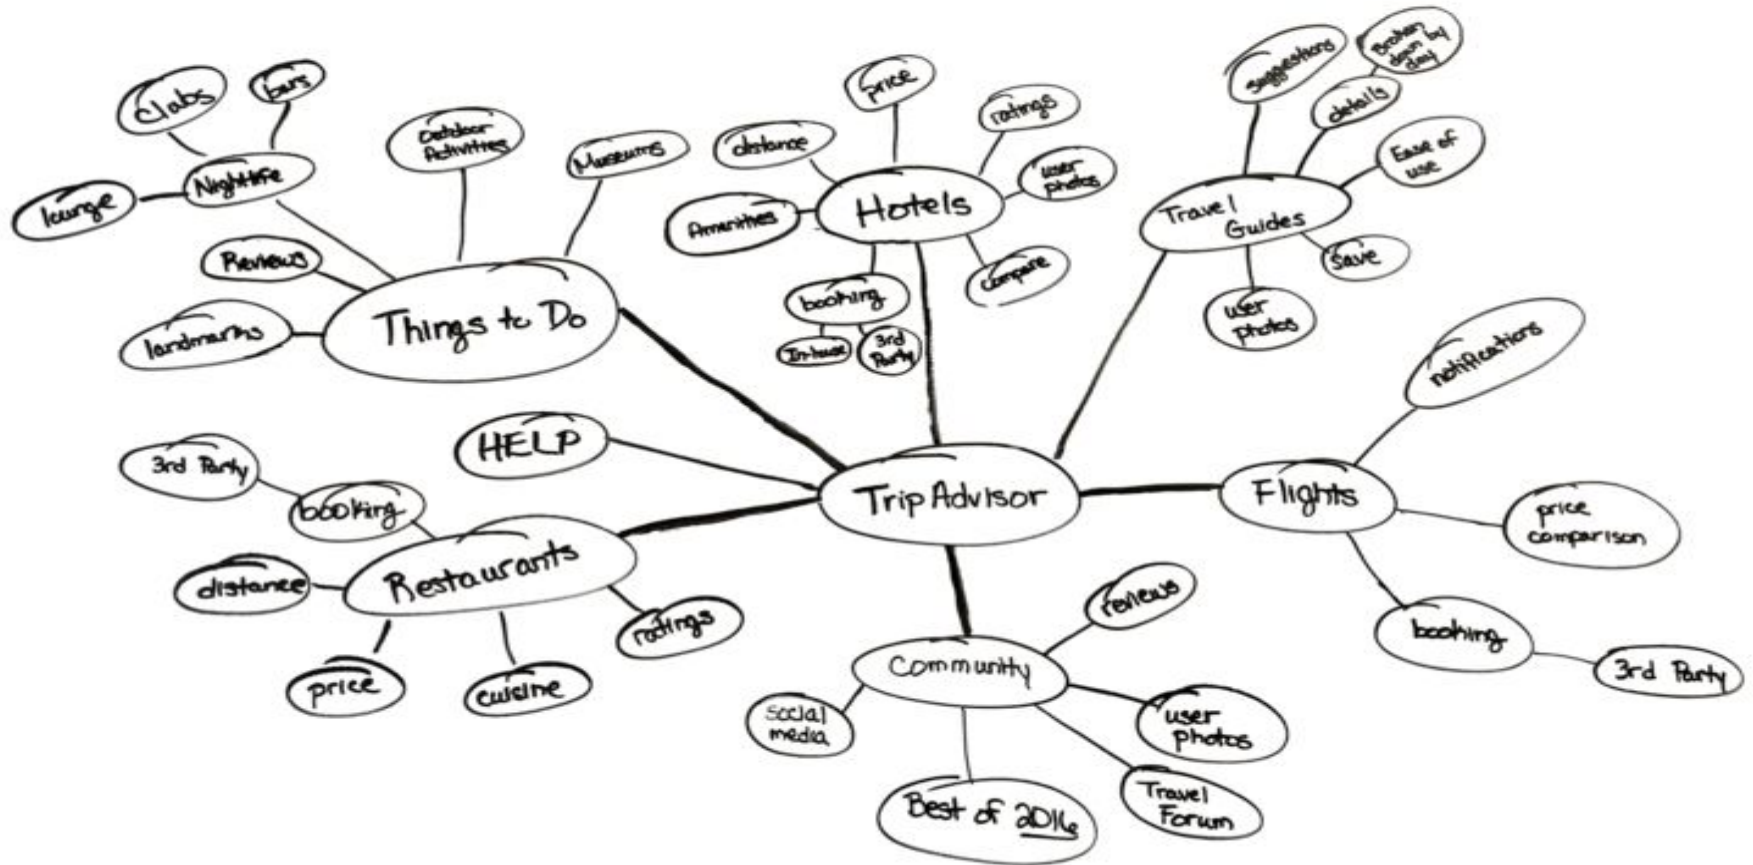 Clubs
bars
lounge
Nightlife
Outdoor
Activities
Museums
Reviews
landmarks
Things to Do
price
ratings
distance
user
photos
Amenities
Hotels
compare
booking
In-house
3rd
Party
suggestions
Broken
down by
day
details
Ease of
use
Travel
Guides
save
user
photos
HELP
Trip Advisor
Flights
notifications
price
comparison
booking
3rd Party
3rd Party
booking
distance
Restaurants
ratings
price
cuisine
Community
reviews
social
media
user
photos
Travel
Forum
Best of 2016